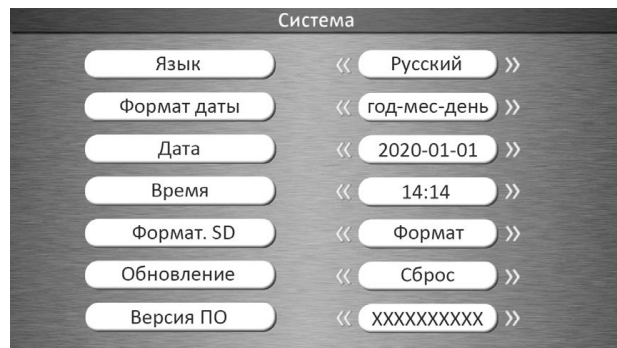 Система
Язык « Русский »
Формат даты « год-мес-день »
Дата « 2020-01-01 »
Время « 14:14 »
Формат. SD « Формат »
Обновление « Сброс »
Версия ПО « XXXXXXXXXX »